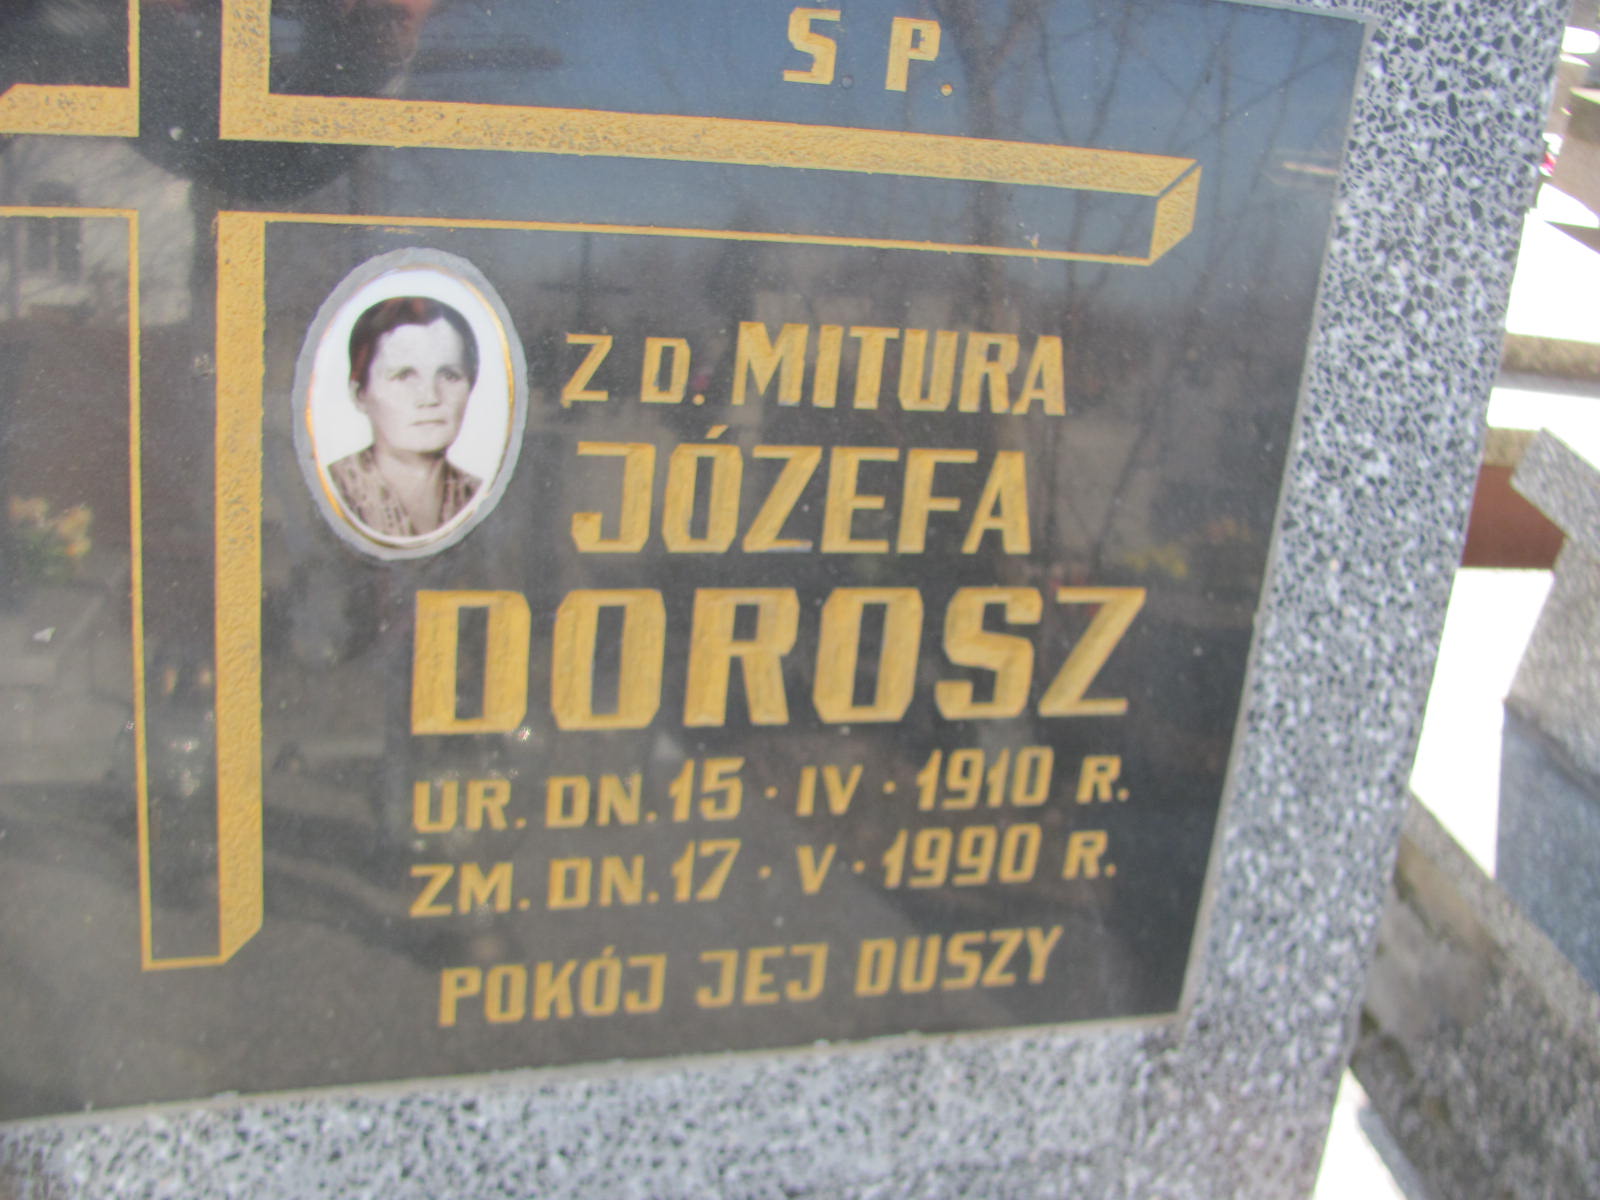 S. P.
Z D. MITURA
JÓZEFA
DOROSZ
UR. DN. 15 · IV · 1910 R.
ZM. DN. 17 · V · 1990 R.
POKÓJ JEJ DUSZY